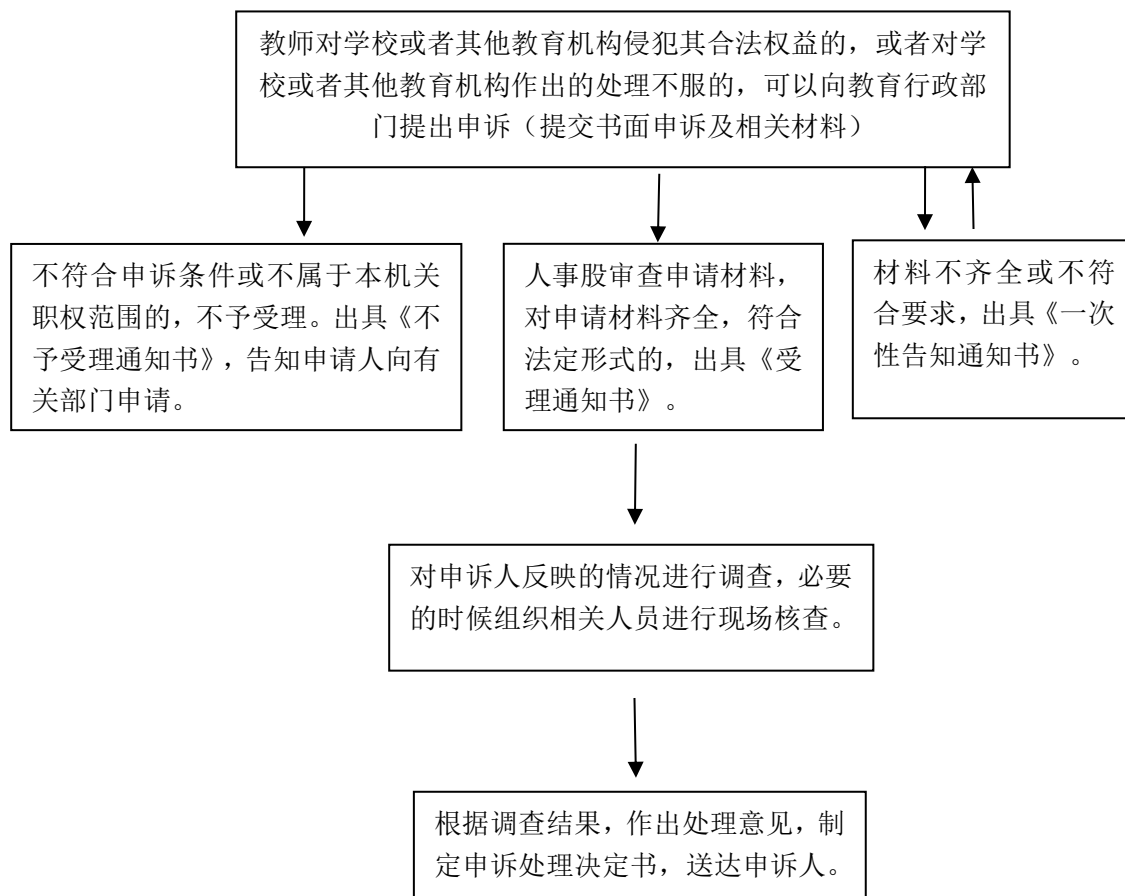 教师对学校或者其他教育机构侵犯其合法权益的，或者对学
校或者其他教育机构作出的处理不服的，可以向教育行政部
门提出申诉（提交书面申诉及相关材料）
不符合申诉条件或不属于本机关
职权范围的，不予受理。出具《不
予受理通知书》，告知申请人向有
关部门申请。
人事股审查申请材料，
对申请材料齐全，符合
法定形式的，出具《受
理通知书》。
材料不齐全或不符
合要求，出具《一次
性告知通知书》。
对申诉人反映的情况进行调查，必要
的时候组织相关人员进行现场核查。
根据调查结果，作出处理意见，制
定申诉处理决定书，送达申诉人。